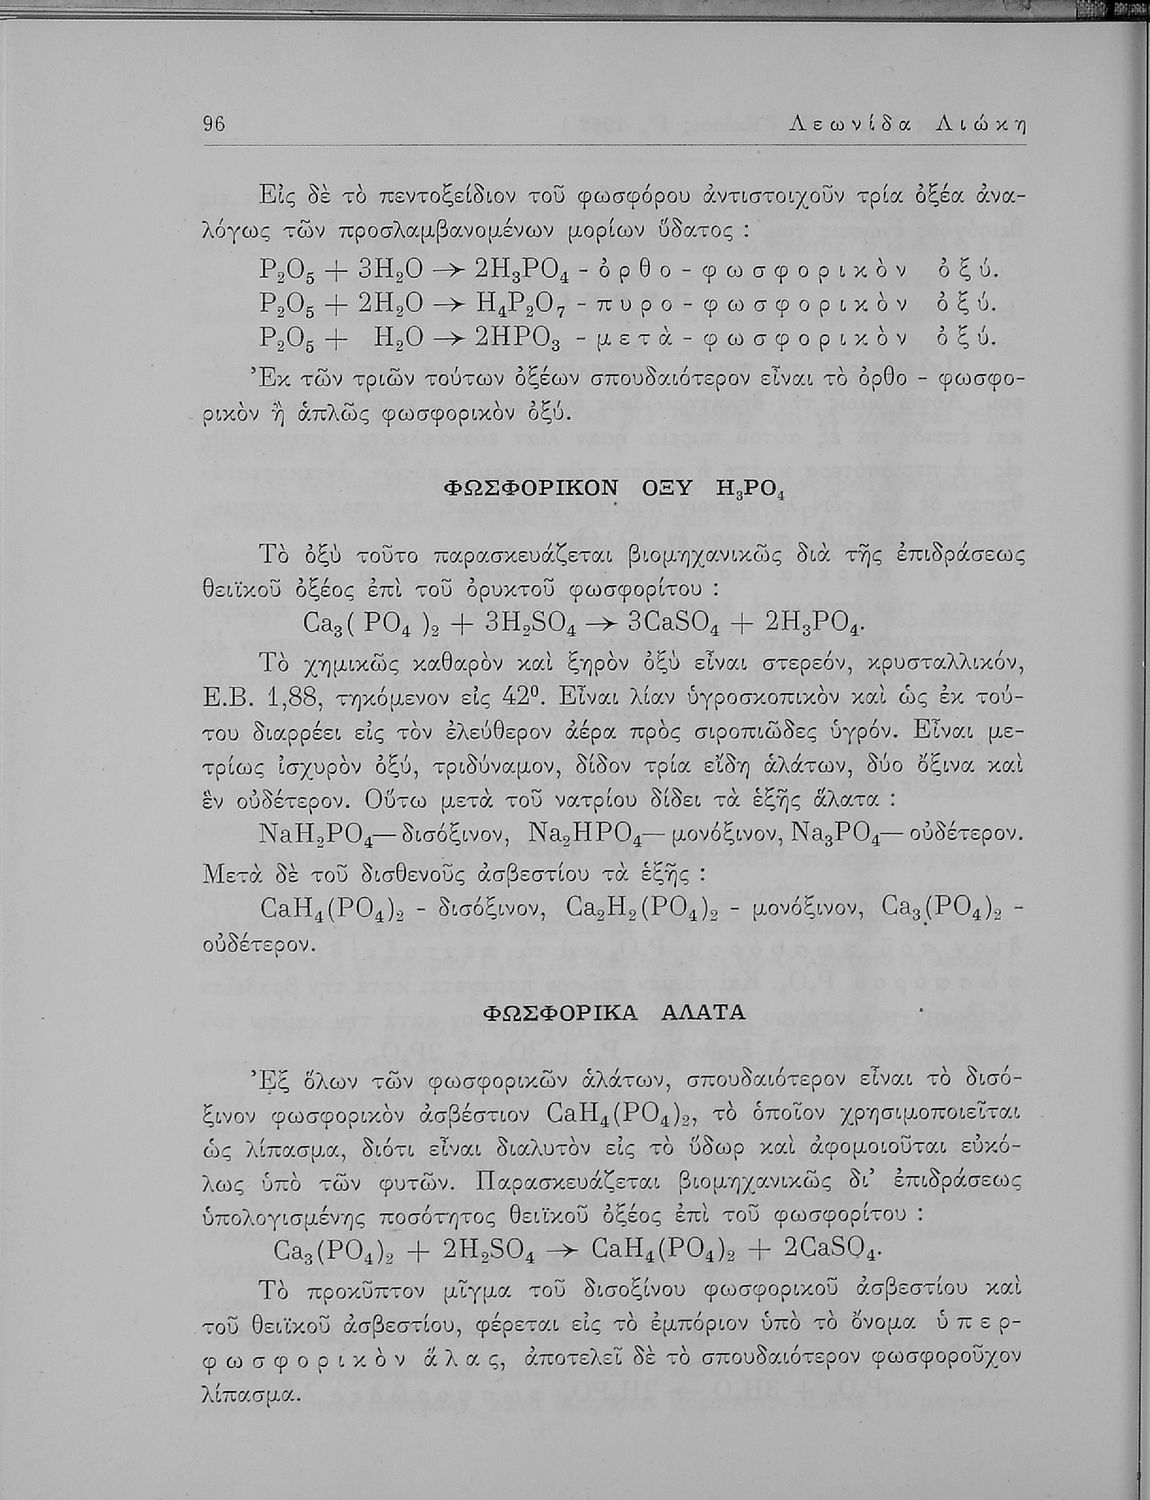 96 Λεωνίδα Λιώκη
Εἰς δὲ τὸ πεντοξείδιον τοῦ φωσφόρου ἀντιστοιχοῦν τρία ὀξέα ἀνα-
λόγως τῶν προσλαμβανομένων μορίων ὕδατος :
P₂O₅ + 3H₂O → 2H₃PO₄ - ὀρθο - φωσφορικὸν ὀξύ.
P₂O₅ + 2H₂O → H₄P₂O₇ - πυρο - φωσφορικὸν ὀξύ.
P₂O₅ + H₂O → 2HPO₃ - μετὰ - φωσφορικὸν ὀξύ.
Ἐκ τῶν τριῶν τούτων ὀξέων σπουδαιότερον εἶναι τὸ ὀρθο - φωσφο-
ρικὸν ἢ ἁπλῶς φωσφορικὸν ὀξύ.
ΦΩΣΦΟΡΙΚΟΝ ΟΞΥ H₃PO₄
Τὸ ὀξὺ τοῦτο παρασκευάζεται βιομηχανικῶς διὰ τῆς ἐπιδράσεως
θειϊκοῦ ὀξέος ἐπὶ τοῦ ὀρυκτοῦ φωσφορίτου :
Ca₃( PO₄ )₂ + 3H₂SO₄ → 3CaSO₄ + 2H₃PO₄.
Τὸ χημικῶς καθαρὸν καὶ ξηρὸν ὀξὺ εἶναι στερεόν, κρυσταλλικόν,
Ε.Β. 1,88, τηκόμενον εἰς 42⁰. Εἶναι λίαν ὑγροσκοπικὸν καὶ ὡς ἐκ τού-
του διαρρέει εἰς τὸν ἐλεύθερον ἀέρα πρὸς σιροπιῶδες ὑγρόν. Εἶναι με-
τρίως ἰσχυρὸν ὀξύ, τριδύναμον, δίδον τρία εἴδη ἁλάτων, δύο ὄξινα καὶ
ἓν οὐδέτερον. Οὕτω μετὰ τοῦ νατρίου δίδει τὰ ἑξῆς ἅλατα :
NaH₂PO₄— δισόξινον, Na₂HPO₄— μονόξινον, Na₃PO₄— οὐδέτερον.
Μετὰ δὲ τοῦ δισθενοῦς ἀσβεστίου τὰ ἑξῆς :
CaH₄(PO₄)₂ - δισόξινον, Ca₂H₂(PO₄)₂ - μονόξινον, Ca₃(PO₄)₂ -
οὐδέτερον.
ΦΩΣΦΟΡΙΚΑ ΑΛΑΤΑ
Ἐξ ὅλων τῶν φωσφορικῶν ἁλάτων, σπουδαιότερον εἶναι τὸ δισό-
ξινον φωσφορικὸν ἀσβέστιον CaH₄(PO₄)₂, τὸ ὁποῖον χρησιμοποιεῖται
ὡς λίπασμα, διότι εἶναι διαλυτὸν εἰς τὸ ὕδωρ καὶ ἀφομοιοῦται εὐκό-
λως ὑπὸ τῶν φυτῶν. Παρασκευάζεται βιομηχανικῶς δι’ ἐπιδράσεως
ὑπολογισμένης ποσότητος θειϊκοῦ ὀξέος ἐπὶ τοῦ φωσφορίτου :
Ca₃(PO₄)₂ + 2H₂SO₄ → CaH₄(PO₄)₂ + 2CaSO₄.
Τὸ προκῦπτον μῖγμα τοῦ δισοξίνου φωσφορικοῦ ἀσβεστίου καὶ
τοῦ θειϊκοῦ ἀσβεστίου, φέρεται εἰς τὸ ἐμπόριον ὑπὸ τὸ ὄνομα ὑπερ-
φωσφορικὸν ἅλας, ἀποτελεῖ δὲ τὸ σπουδαιότερον φωσφοροῦχον
λίπασμα.